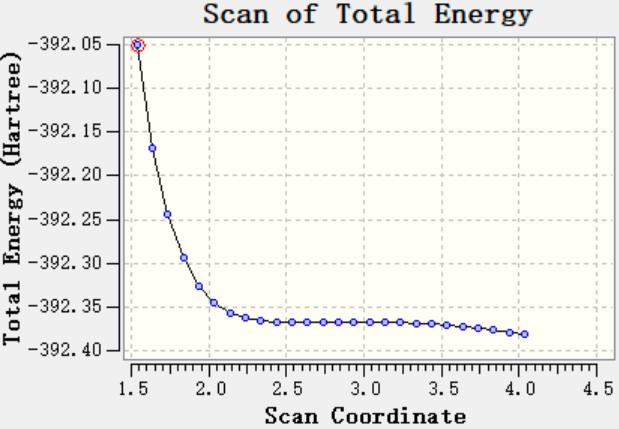 Scan of Total Energy
Total Energy (Hartree)
-392.05
-392.10
-392.15
-392.20
-392.25
-392.30
-392.35
-392.40
1.5 2.0 2.5 3.0 3.5 4.0 4.5
Scan Coordinate